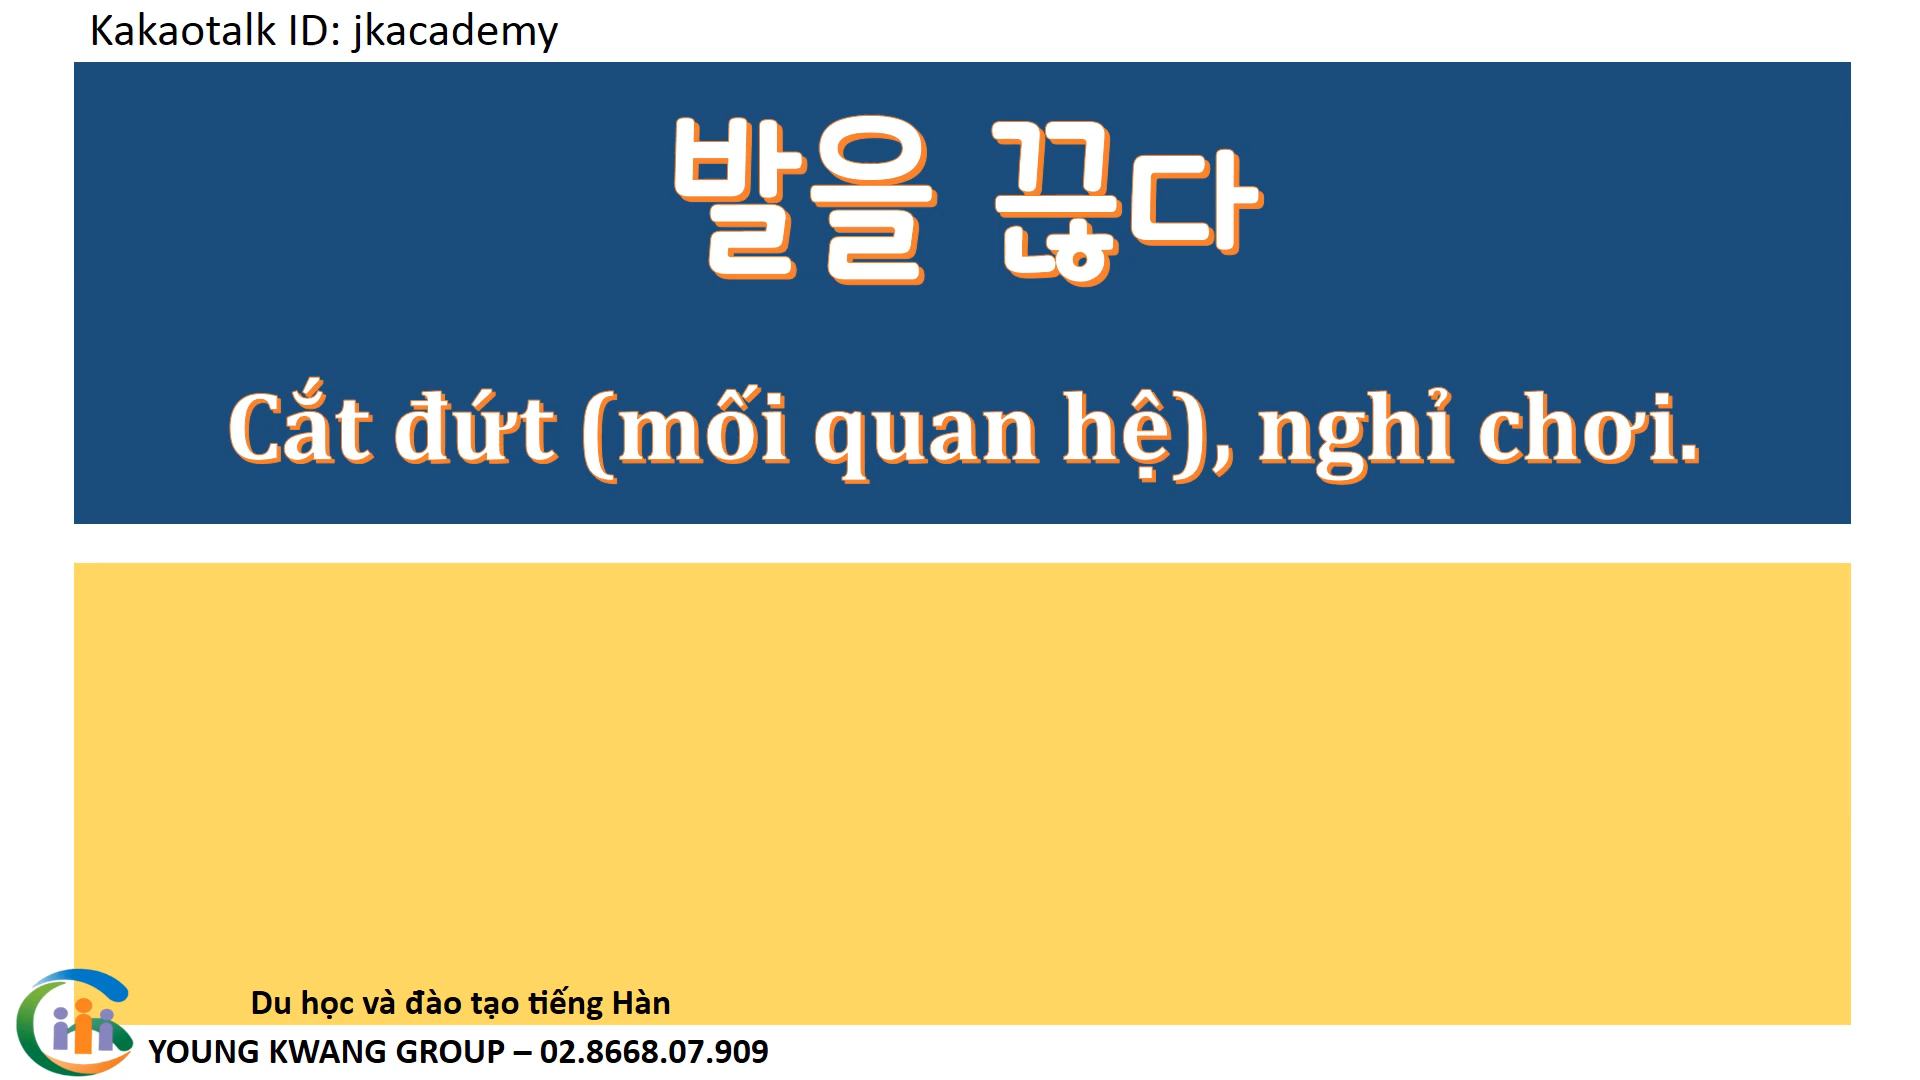 Kakaotalk ID: jkacademy
발을 끊다
Cắt đứt (mối quan hệ), nghỉ chơi.
Du học và đào tạo tiếng Hàn
YOUNG KWANG GROUP – 02.8668.07.909